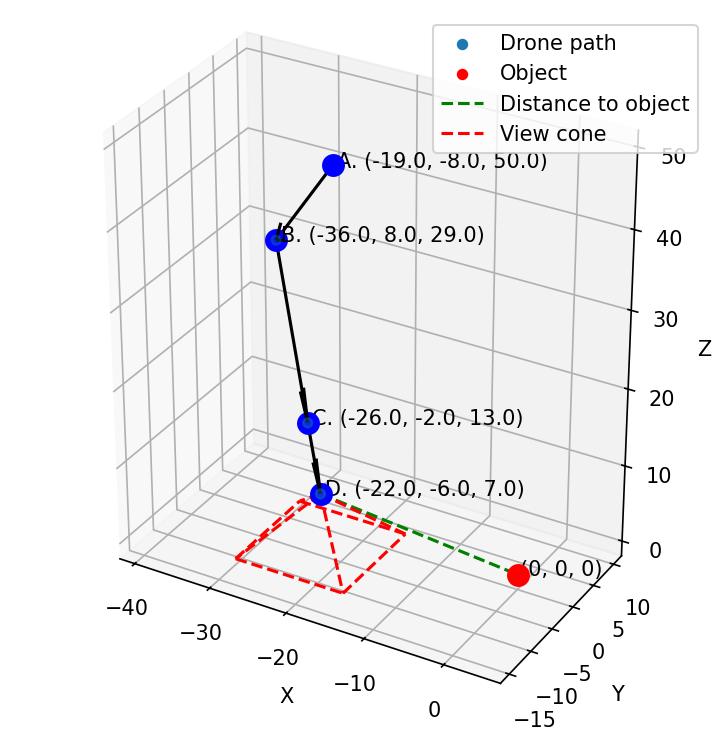 Drone path
Object
Distance to object
View cone
A. (-19.0, -8.0, 50.0)
B. (-36.0, 8.0, 29.0)
C. (-26.0, -2.0, 13.0)
D. (-22.0, -6.0, 7.0)
(0, 0, 0)
50
40
30
20
10
0
Z
−40
−30
−20
−10
0
X
10
5
0
−5
−10
−15
Y